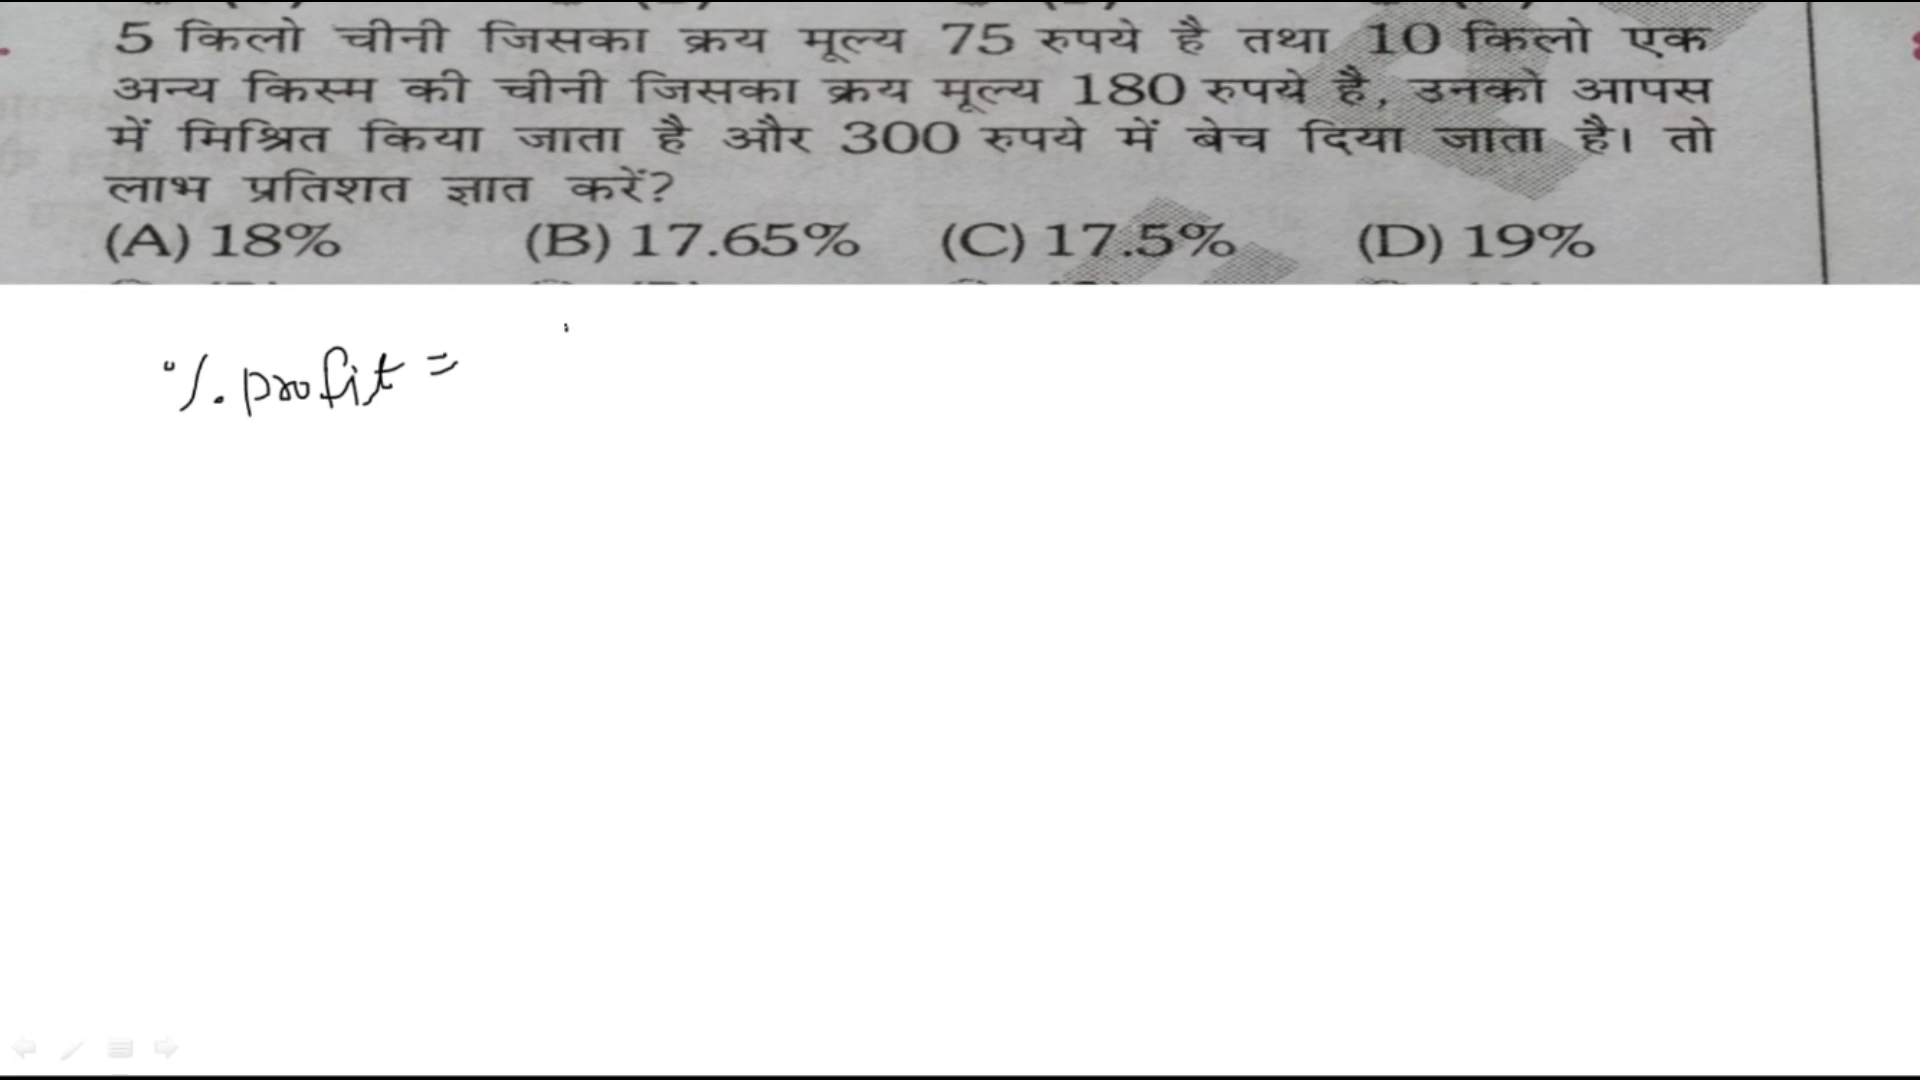 5 किलो चीनी जिसका क्रय मूल्य 75 रुपये है तथा 10 किलो एक
अन्य किस्म की चीनी जिसका क्रय मूल्य 180 रुपये है, उनको आपस
में मिश्रित किया जाता है और 300 रुपये में बेच दिया जाता है। तो
लाभ प्रतिशत ज्ञात करें?
(A) 18% (B) 17.65% (C) 17.5% (D) 19%
%. profit =